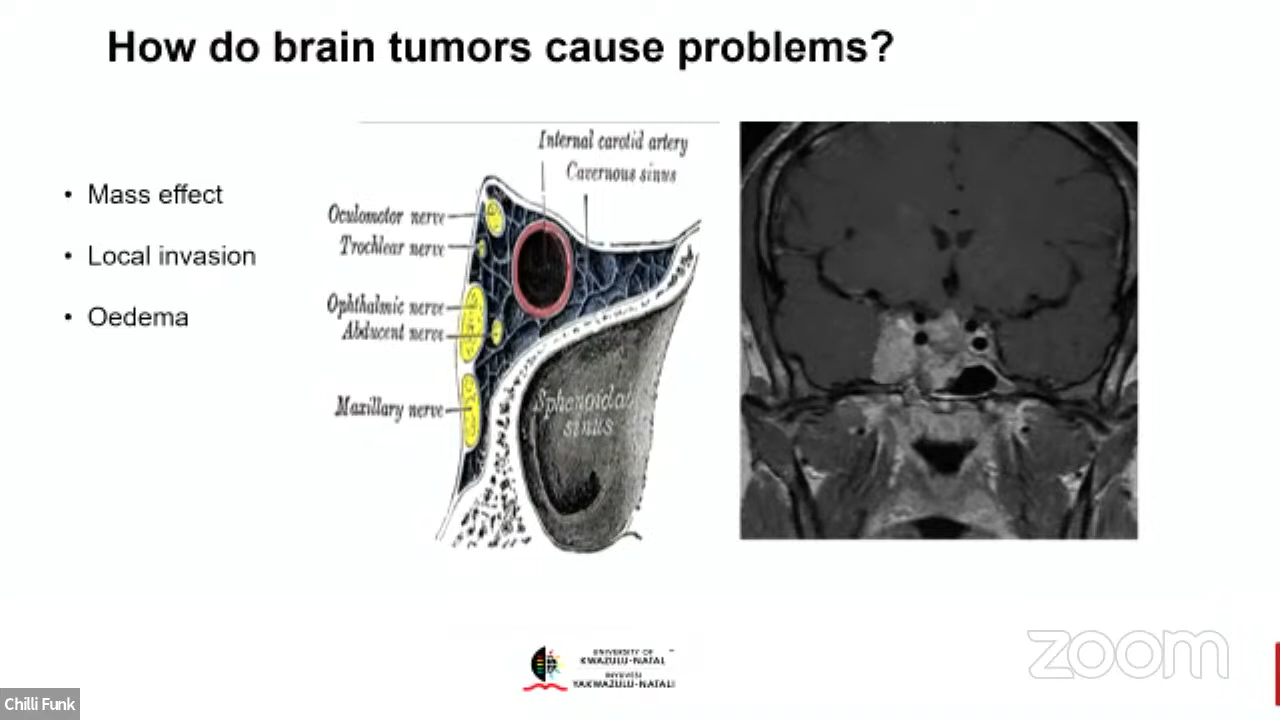 How do brain tumors cause problems?
• Mass effect
• Local invasion
• Oedema
Internal carotid artery
Cavernous sinus
Oculomotor nerve
Trochlear nerve
Ophthalmic nerve
Abducent nerve
Maxillary nerve
Sphenoidal
sinus
UNIVERSITY OF
KWAZULU-NATAL
INYUVESI
YAKWAZULU-NATALI
zoom
Chilli Funk